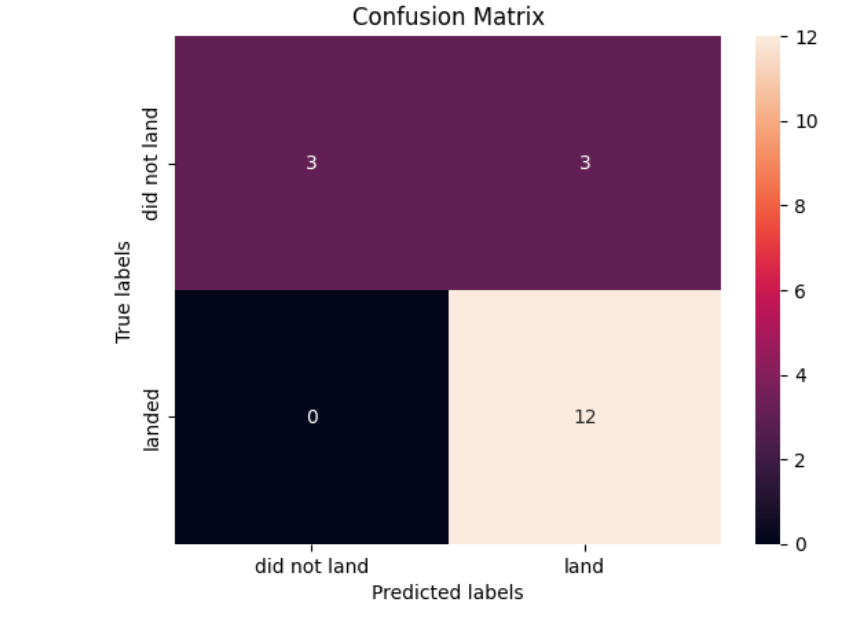 Confusion Matrix
12
10
8
6
4
2
0
True labels
did not land
landed
3
3
0
12
did not land
land
Predicted labels